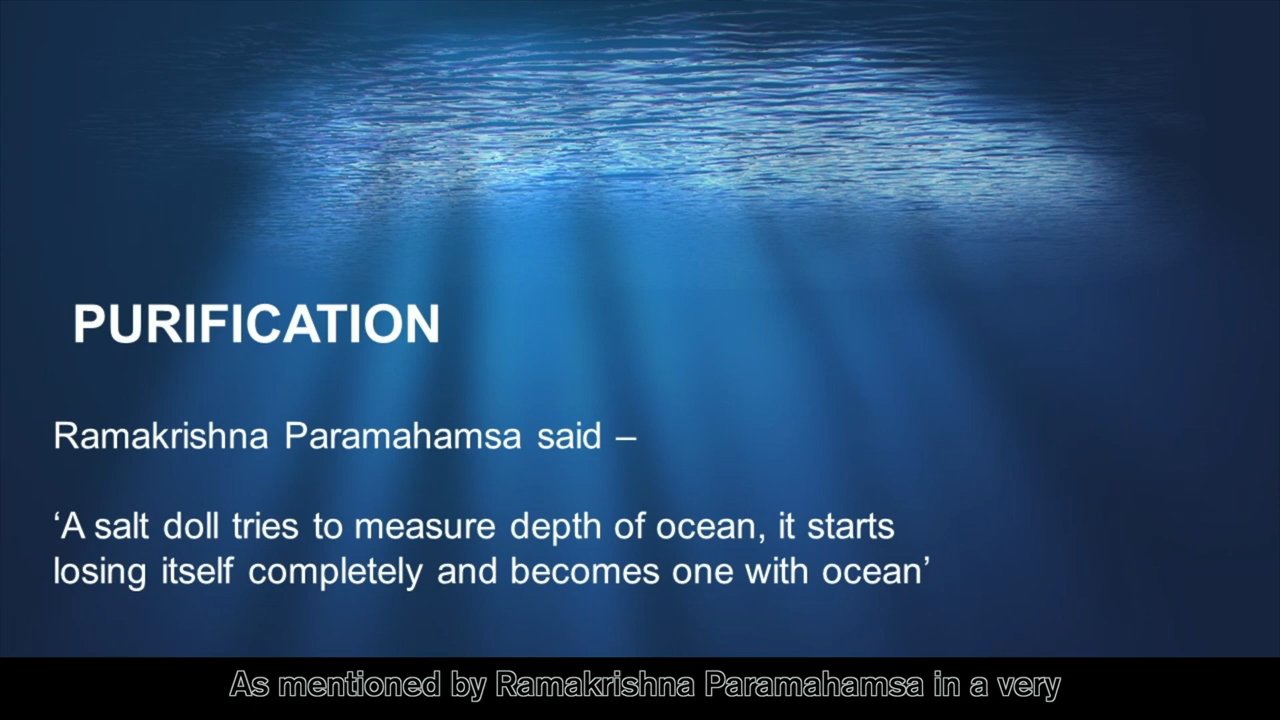 PURIFICATION
Ramakrishna Paramahamsa said –
‘A salt doll tries to measure depth of ocean, it starts
losing itself completely and becomes one with ocean’
As mentioned by Ramakrishna Paramahamsa in a very